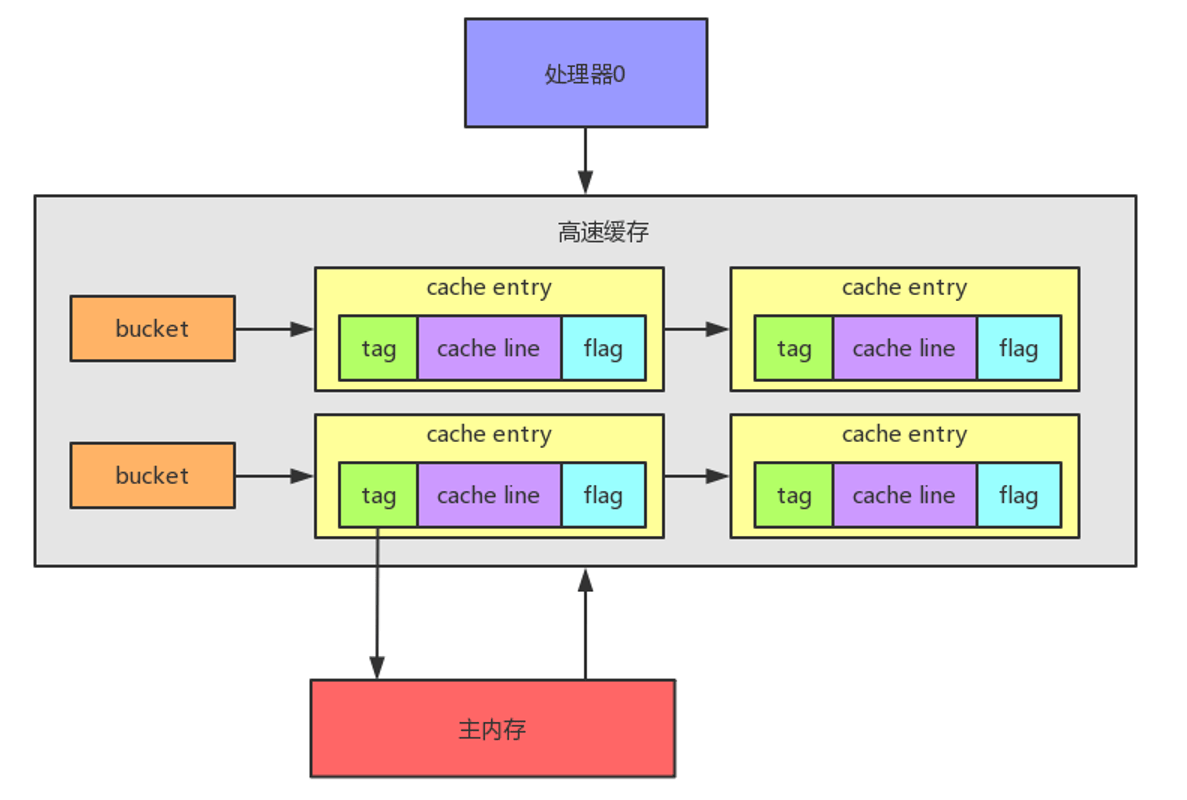 处理器0
高速缓存
cache entry
cache entry
bucket
tag
cache line
flag
tag
cache line
flag
cache entry
cache entry
bucket
tag
cache line
flag
tag
cache line
flag
主内存